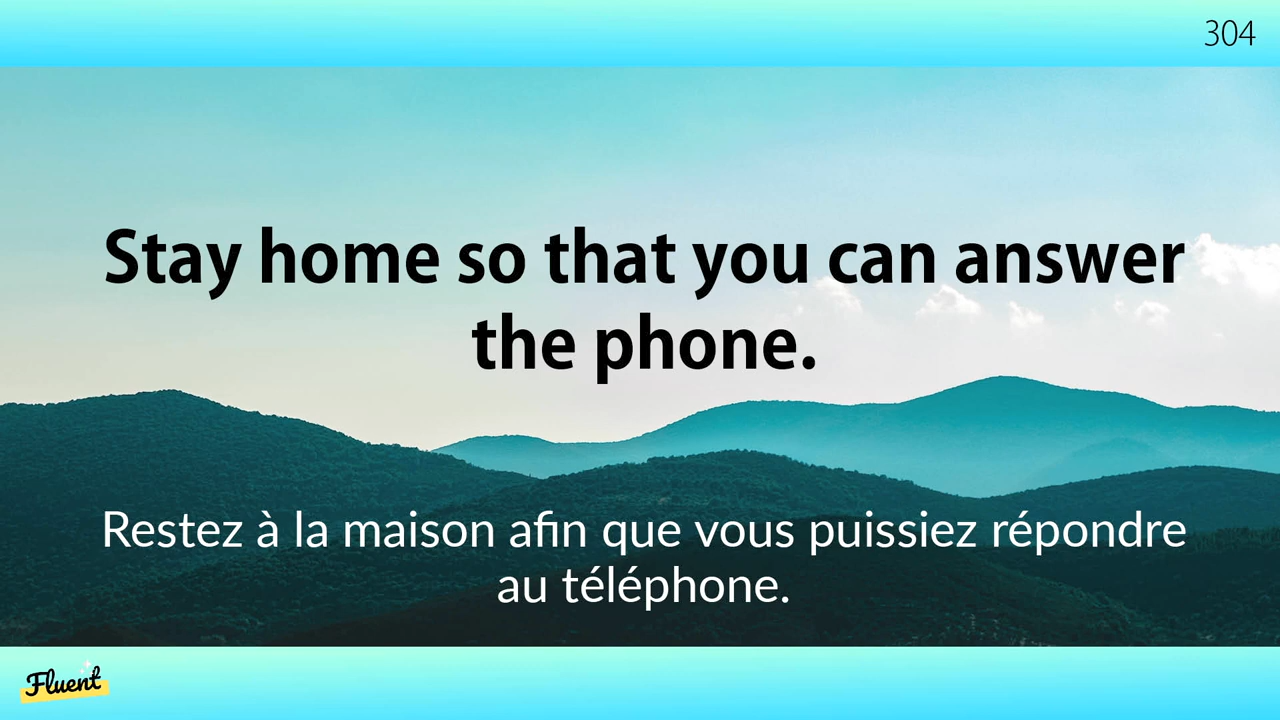 304
Stay home so that you can answer
the phone.
Restez à la maison afin que vous puissiez répondre
au téléphone.
Fluent